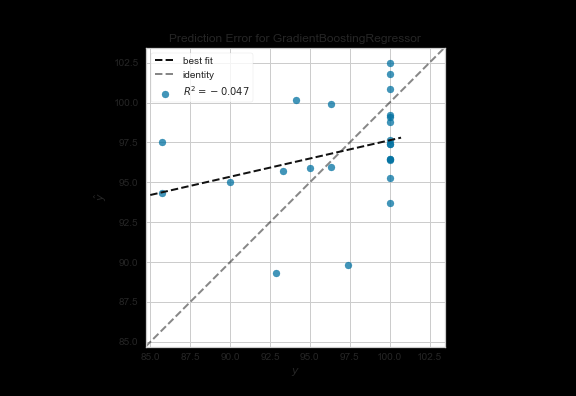 Prediction Error for GradientBoostingRegressor
best fit
identity
R² = −0.047
102.5
100.0
97.5
95.0
92.5
90.0
87.5
85.0
ŷ
85.0 87.5 90.0 92.5 95.0 97.5 100.0 102.5
y